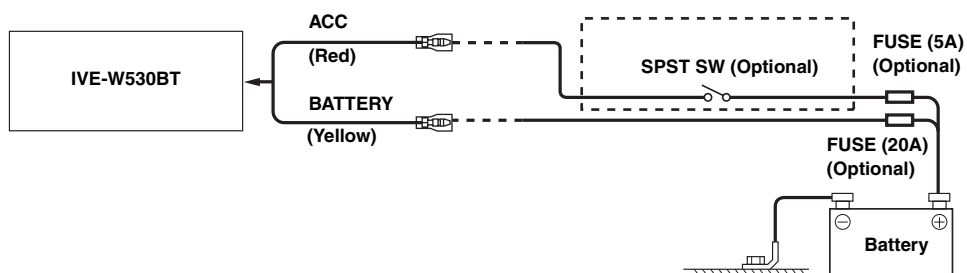 ACC
(Red)
IVE-W530BT
BATTERY
(Yellow)
SPST SW (Optional)
FUSE (5A)
(Optional)
FUSE (20A)
(Optional)
Battery